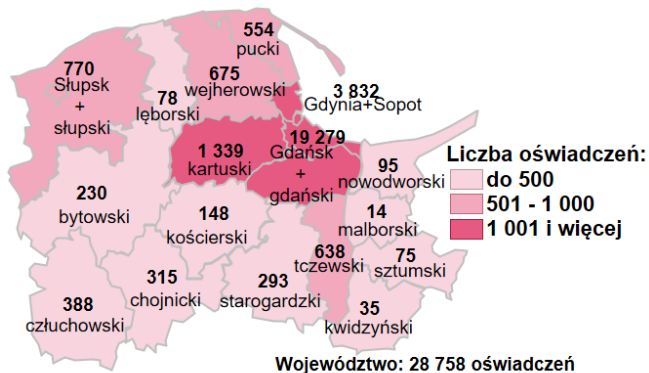 554
pucki
770
Słupsk
+
słupski
78
lęborski
675
wejherowski
3 832
Gdynia+Sopot
1 339
kartuski
19 279
Gdańsk
+
gdański
95
nowodworski
230
bytowski
148
kościerski
14
malborski
638
tczewski
75
sztumski
388
człuchowski
315
chojnicki
293
starogardzki
35
kwidzyński
Liczba oświadczeń:
do 500
501 - 1 000
1 001 i więcej
Województwo: 28 758 oświadczeń